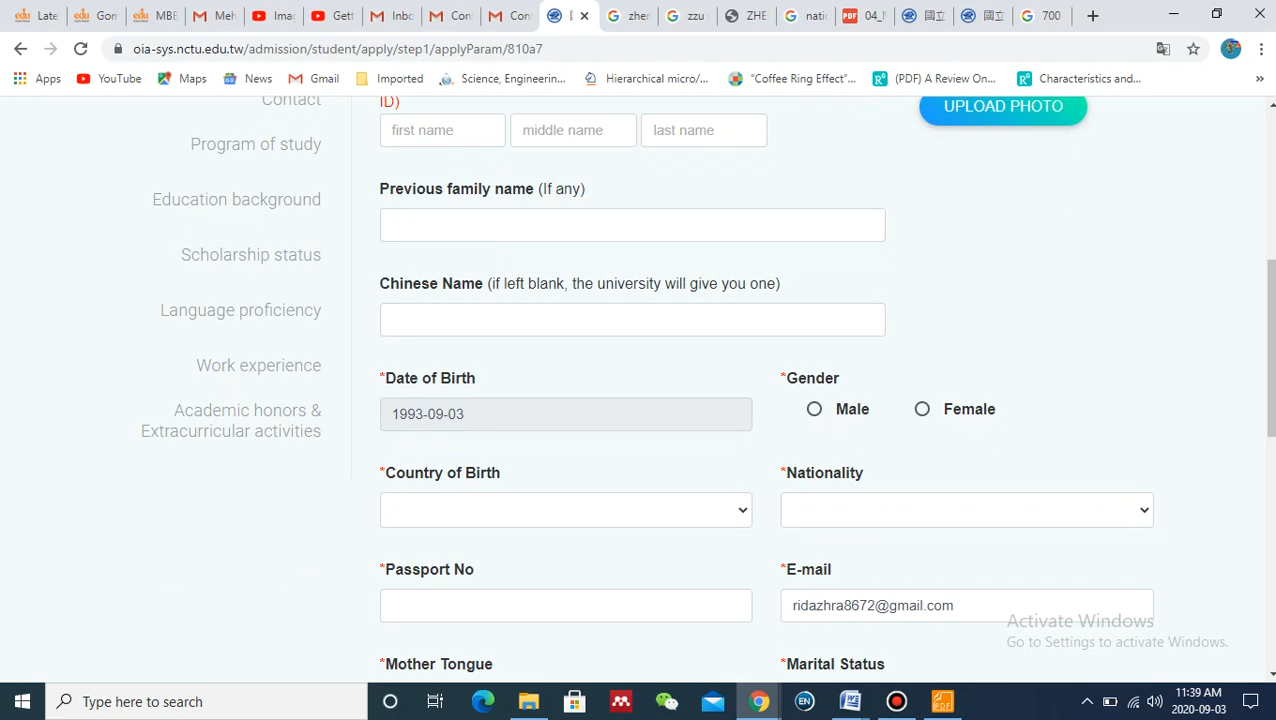 Late
Gon
MBE
Meh
Imag
Gett
Inbo
Con
Con
zher
zzu s
ZHE
natio
04_N
國立
國立
700
oia-sys.nctu.edu.tw/admission/student/apply/step1/applyParam/810a7
Apps
YouTube
Maps
News
Gmail
Imported
Science, Engineerin...
Hierarchical micro/...
"Coffee Ring Effect"...
(PDF) A Review On...
Characteristics and...
»
Contact
Program of study
Education background
Scholarship status
Language proficiency
Work experience
Academic honors &
Extracurricular activities
ID)
first name
middle name
last name
UPLOAD PHOTO
Previous family name (If any)
Chinese Name (if left blank, the university will give you one)
*Date of Birth
*Gender
1993-09-03
Male
Female
*Country of Birth
*Nationality
*Passport No
*E-mail
ridazhra8672@gmail.com
*Mother Tongue
*Marital Status
Activate Windows
Go to Settings to activate Windows.
Type here to search
EN
11:39 AM
2020-09-03